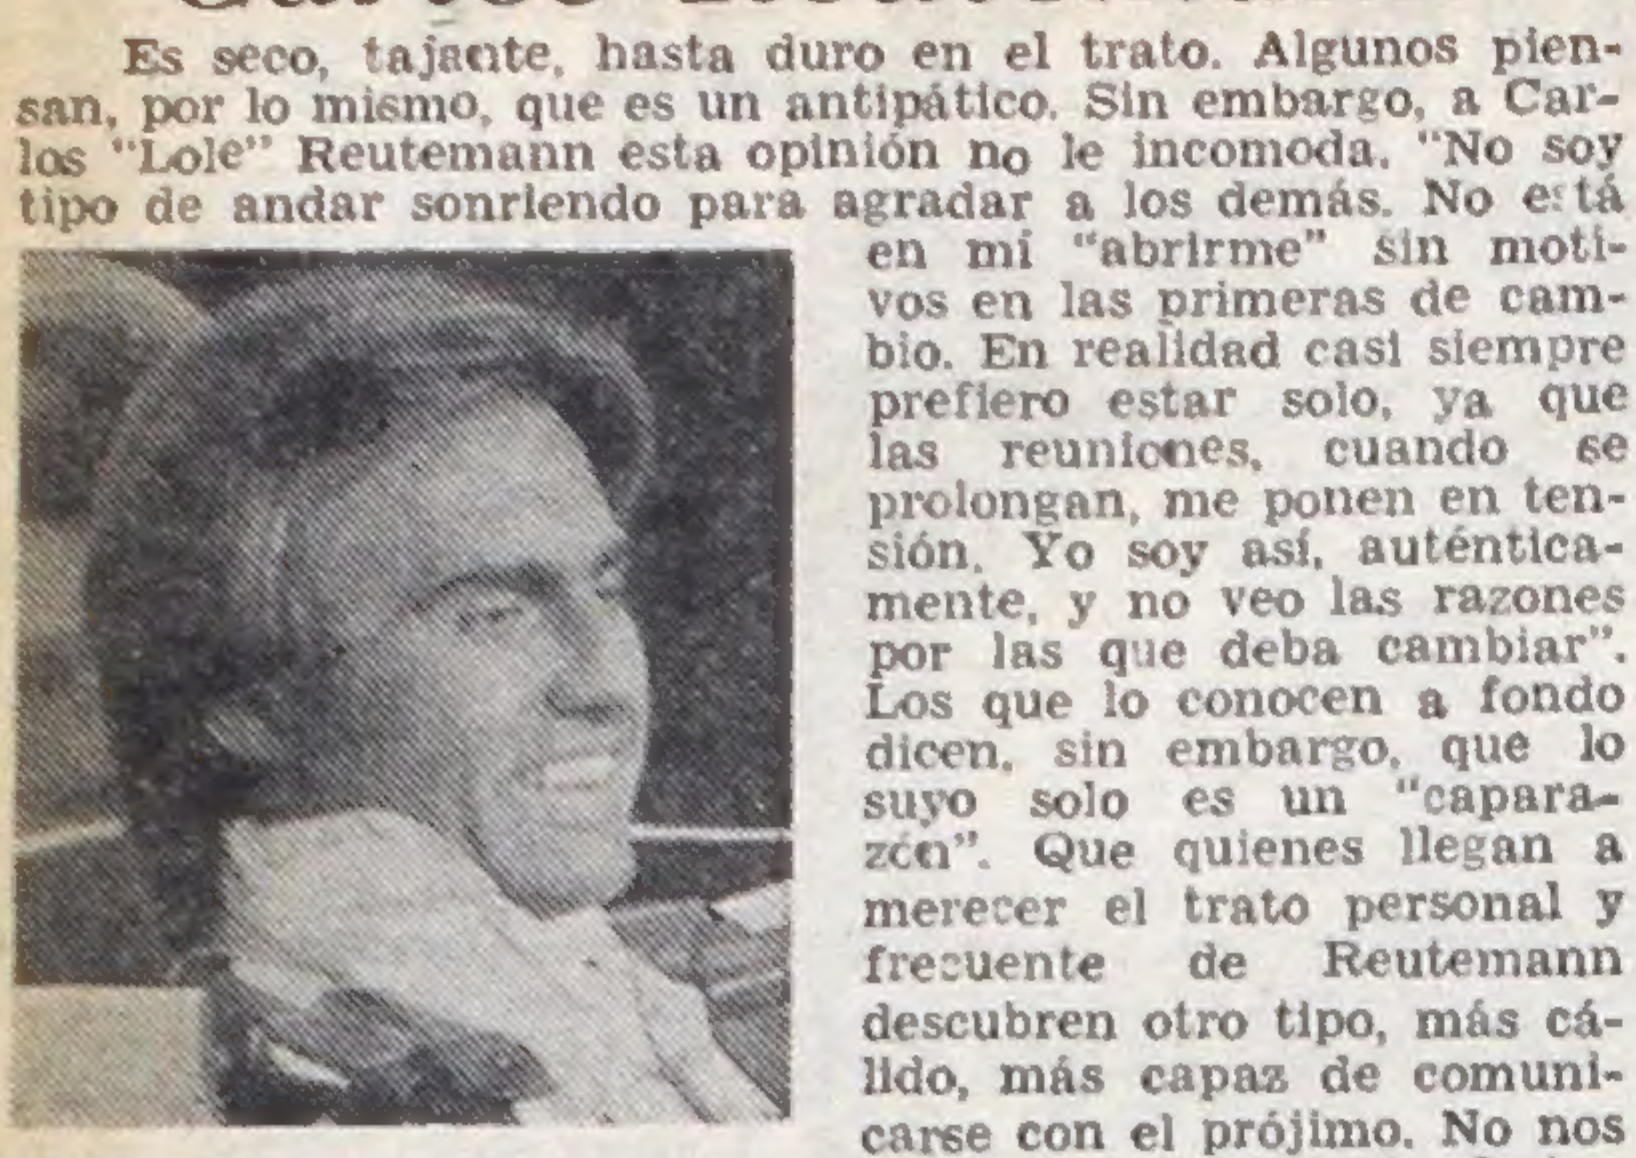 Es seco, tajante, hasta duro en el trato. Algunos pien-
san, por lo mismo, que es un antipático. Sin embargo, a Car-
los "Lole" Reutemann esta opinión no le incomoda. "No soy
tipo de andar sonriendo para agradar a los demás. No está
en mí "abrirme" sin moti-
vos en las primeras de cam-
bio. En realidad casi siempre
prefiero estar solo, ya que
las reuniones, cuando se
prolongan, me ponen en ten-
sión. Yo soy así, auténtica-
mente, y no veo las razones
por las que deba cambiar".
Los que lo conocen a fondo
dicen, sin embargo, que lo
suyo solo es un "capara-
zón". Que quienes llegan a
merecer el trato personal y
frecuente de Reutemann
descubren otro tipo, más cá-
lido, más capaz de comuni-
carse con el prójimo. No nos